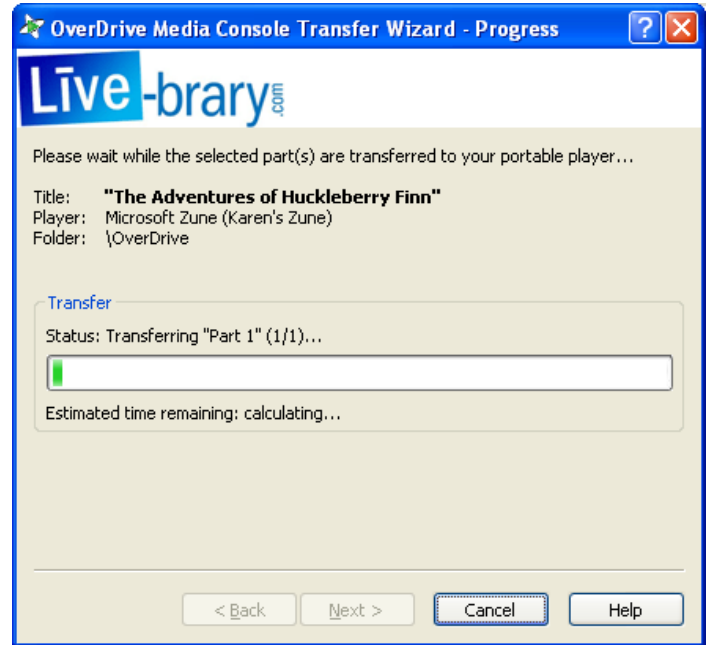 OverDrive Media Console Transfer Wizard - Progress
Līve-brary.com
Please wait while the selected part(s) are transferred to your portable player...
Title: "The Adventures of Huckleberry Finn"
Player: Microsoft Zune (Karen's Zune)
Folder: \OverDrive
Transfer
Status: Transferring "Part 1" (1/1)...
Estimated time remaining: calculating...
< Back Next > Cancel Help